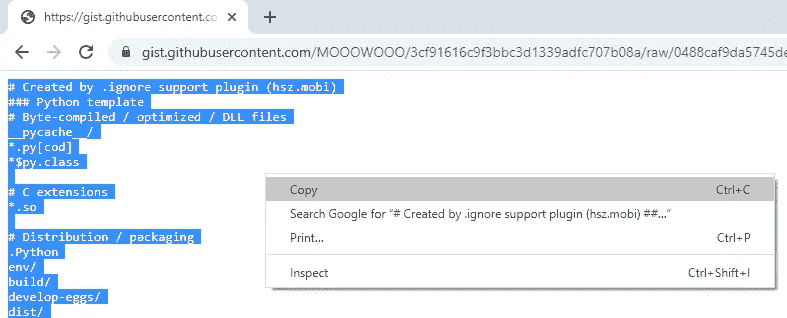 https://gist.githubusercontent.co
gist.githubusercontent.com/MOOOWOOO/3cf91616c9f3bbc3d1339adfc707b08a/raw/0488caf9da5745de
# Created by .ignore support plugin (hsz.mobi)
### Python template
# Byte-compiled / optimized / DLL files
__pycache__/
*.py[cod]
*$py.class
# C extensions
*.so
# Distribution / packaging
.Python
env/
build/
develop-eggs/
dist/
Copy Ctrl+C
Search Google for “# Created by .ignore support plugin (hsz.mobi) ##...”
Print... Ctrl+P
Inspect Ctrl+Shift+I